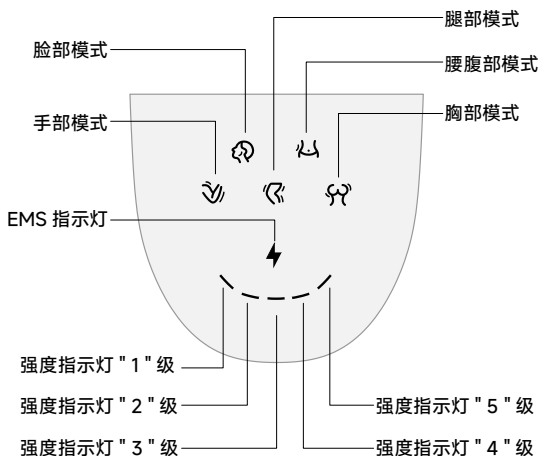 腿部模式
脸部模式
腰腹部模式
胸部模式
手部模式
EMS 指示灯
强度指示灯 " 1 " 级
强度指示灯 " 2 " 级
强度指示灯 " 5 " 级
强度指示灯 " 3 " 级
强度指示灯 " 4 " 级